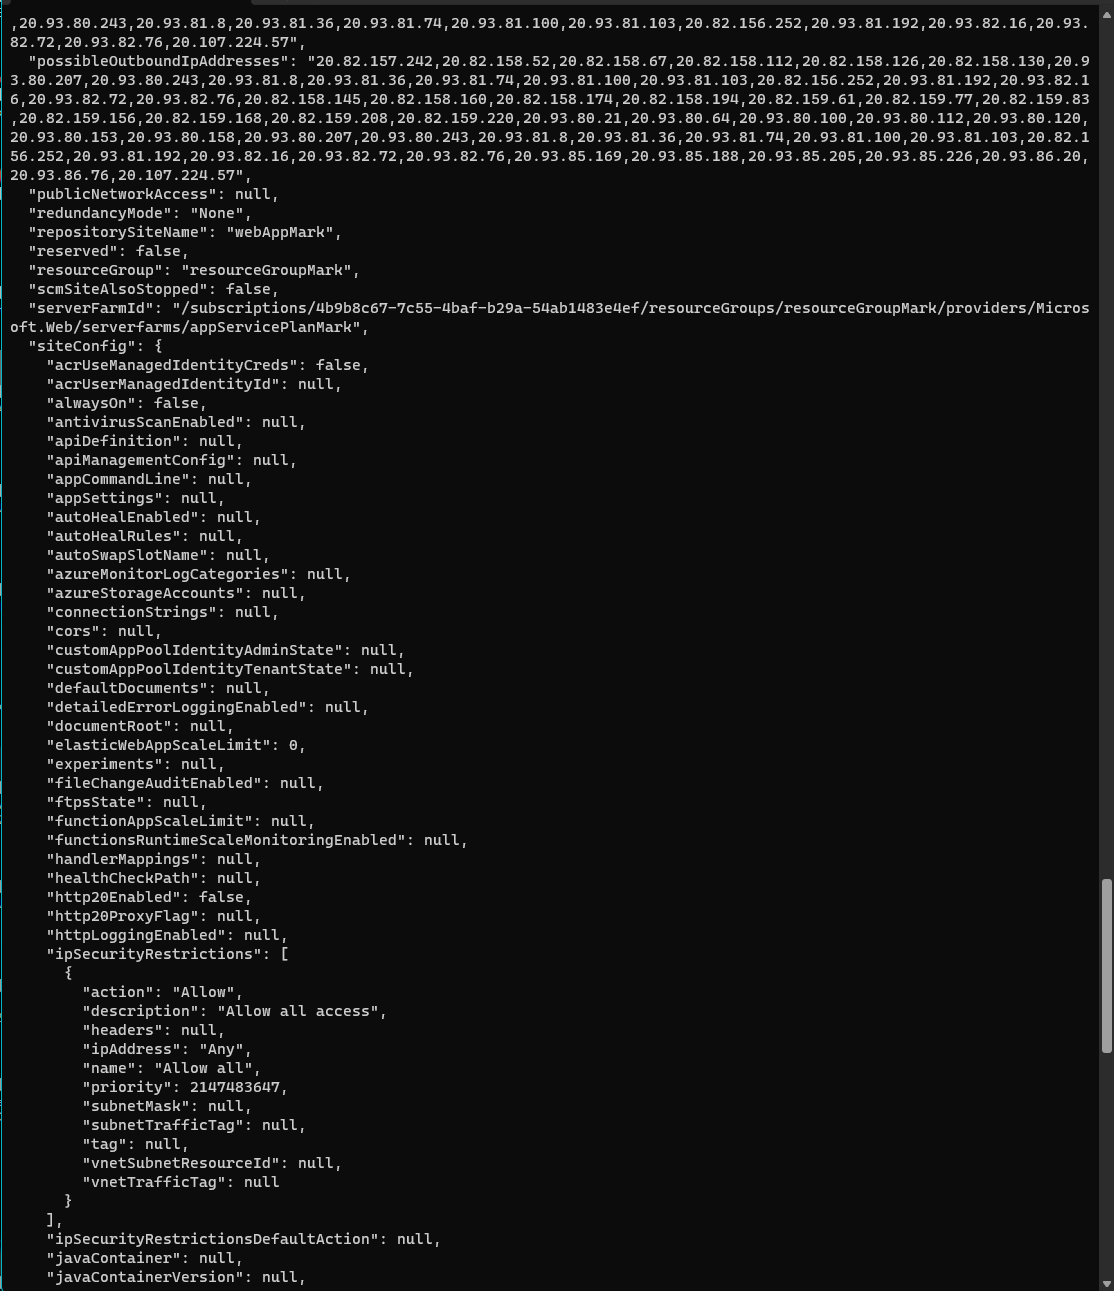 ,20.93.80.243,20.93.81.8,20.93.81.36,20.93.81.74,20.93.81.100,20.93.81.103,20.82.156.252,20.93.81.192,20.93.82.16,20.93.
82.72,20.93.82.76,20.107.224.57",
  "possibleOutboundIpAddresses": "20.82.157.242,20.82.158.52,20.82.158.67,20.82.158.112,20.82.158.126,20.82.158.130,20.9
3.80.207,20.93.80.243,20.93.81.8,20.93.81.36,20.93.81.74,20.93.81.100,20.93.81.103,20.82.156.252,20.93.81.192,20.93.82.1
6,20.93.82.72,20.93.82.76,20.82.158.145,20.82.158.160,20.82.158.174,20.82.158.194,20.82.159.61,20.82.159.77,20.82.159.83
,20.82.159.156,20.82.159.168,20.82.159.208,20.82.159.220,20.93.80.21,20.93.80.64,20.93.80.100,20.93.80.112,20.93.80.120,
20.93.80.153,20.93.80.158,20.93.80.207,20.93.80.243,20.93.81.8,20.93.81.36,20.93.81.74,20.93.81.100,20.93.81.103,20.82.1
56.252,20.93.81.192,20.93.82.16,20.93.82.72,20.93.82.76,20.93.85.169,20.93.85.188,20.93.85.205,20.93.85.226,20.93.86.20,
20.93.86.76,20.107.224.57",
  "publicNetworkAccess": null,
  "redundancyMode": "None",
  "repositorySiteName": "webAppMark",
  "reserved": false,
  "resourceGroup": "resourceGroupMark",
  "scmSiteAlsoStopped": false,
  "serverFarmId": "/subscriptions/4b9b8c67-7c55-4baf-b29a-54ab1483e4ef/resourceGroups/resourceGroupMark/providers/Micros
oft.Web/serverfarms/appServicePlanMark",
  "siteConfig": {
    "acrUseManagedIdentityCreds": false,
    "acrUserManagedIdentityId": null,
    "alwaysOn": false,
    "antivirusScanEnabled": null,
    "apiDefinition": null,
    "apiManagementConfig": null,
    "appCommandLine": null,
    "appSettings": null,
    "autoHealEnabled": null,
    "autoHealRules": null,
    "autoSwapSlotName": null,
    "azureMonitorLogCategories": null,
    "azureStorageAccounts": null,
    "connectionStrings": null,
    "cors": null,
    "customAppPoolIdentityAdminState": null,
    "customAppPoolIdentityTenantState": null,
    "defaultDocuments": null,
    "detailedErrorLoggingEnabled": null,
    "documentRoot": null,
    "elasticWebAppScaleLimit": 0,
    "experiments": null,
    "fileChangeAuditEnabled": null,
    "ftpsState": null,
    "functionAppScaleLimit": null,
    "functionsRuntimeScaleMonitoringEnabled": null,
    "handlerMappings": null,
    "healthCheckPath": null,
    "http20Enabled": false,
    "http20ProxyFlag": null,
    "httpLoggingEnabled": null,
    "ipSecurityRestrictions": [
      {
        "action": "Allow",
        "description": "Allow all access",
        "headers": null,
        "ipAddress": "Any",
        "name": "Allow all",
        "priority": 2147483647,
        "subnetMask": null,
        "subnetTrafficTag": null,
        "tag": null,
        "vnetSubnetResourceId": null,
        "vnetTrafficTag": null
      }
    ],
    "ipSecurityRestrictionsDefaultAction": null,
    "javaContainer": null,
    "javaContainerVersion": null,